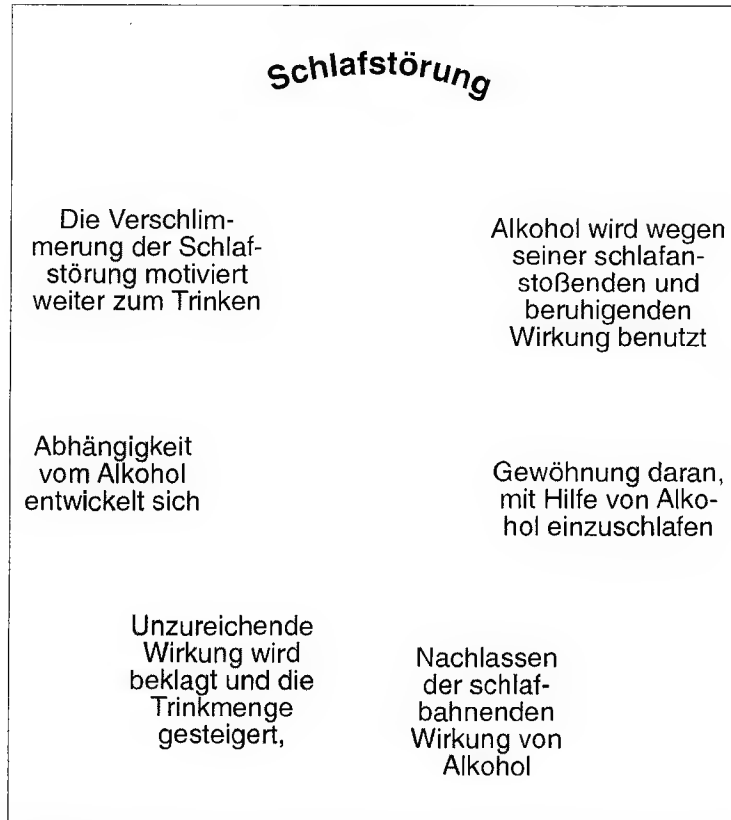 Schlafstörung
Die Verschlim-
merung der Schlaf-
störung motiviert
weiter zum Trinken
Alkohol wird wegen
seiner schlafan-
stoßenden und
beruhigenden
Wirkung benutzt
Abhängigkeit
vom Alkohol
entwickelt sich
Gewöhnung daran,
mit Hilfe von Alko-
hol einzuschlafen
Unzureichende
Wirkung wird
beklagt und die
Trinkmenge
gesteigert,
Nachlassen
der schlaf-
bahnenden
Wirkung von
Alkohol